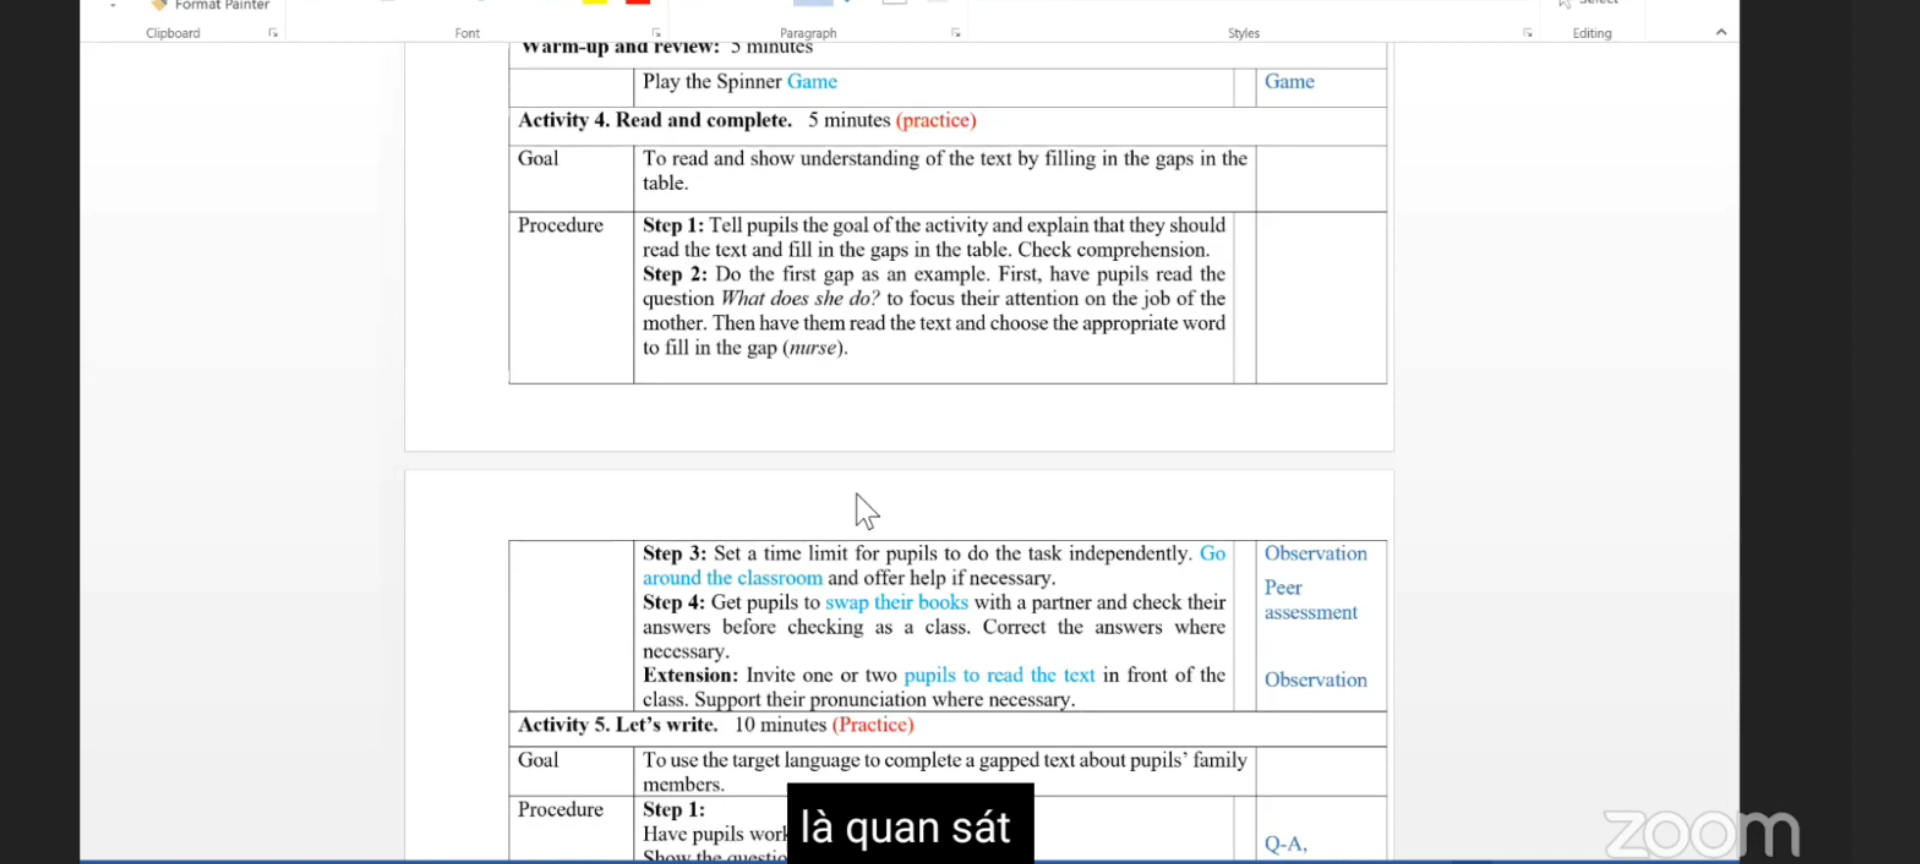 Format Painter
Select
Clipboard Font Paragraph Styles Editing
Warm-up and review: 5 minutes
Play the Spinner Game
Game
Activity 4. Read and complete. 5 minutes (practice)
Goal
To read and show understanding of the text by filling in the gaps in the
table.
Procedure
Step 1: Tell pupils the goal of the activity and explain that they should
read the text and fill in the gaps in the table. Check comprehension.
Step 2: Do the first gap as an example. First, have pupils read the
question What does she do? to focus their attention on the job of the
mother. Then have them read the text and choose the appropriate word
to fill in the gap (nurse).
Step 3: Set a time limit for pupils to do the task independently. Go
around the classroom and offer help if necessary.
Step 4: Get pupils to swap their books with a partner and check their
answers before checking as a class. Correct the answers where
necessary.
Extension: Invite one or two pupils to read the text in front of the
class. Support their pronunciation where necessary.
Observation
Peer
assessment
Observation
Activity 5. Let's write. 10 minutes (Practice)
Goal
To use the target language to complete a gapped text about pupils' family
members.
Procedure
Step 1:
Have pupils
Show the
Q-A,
là quan sát
zoom